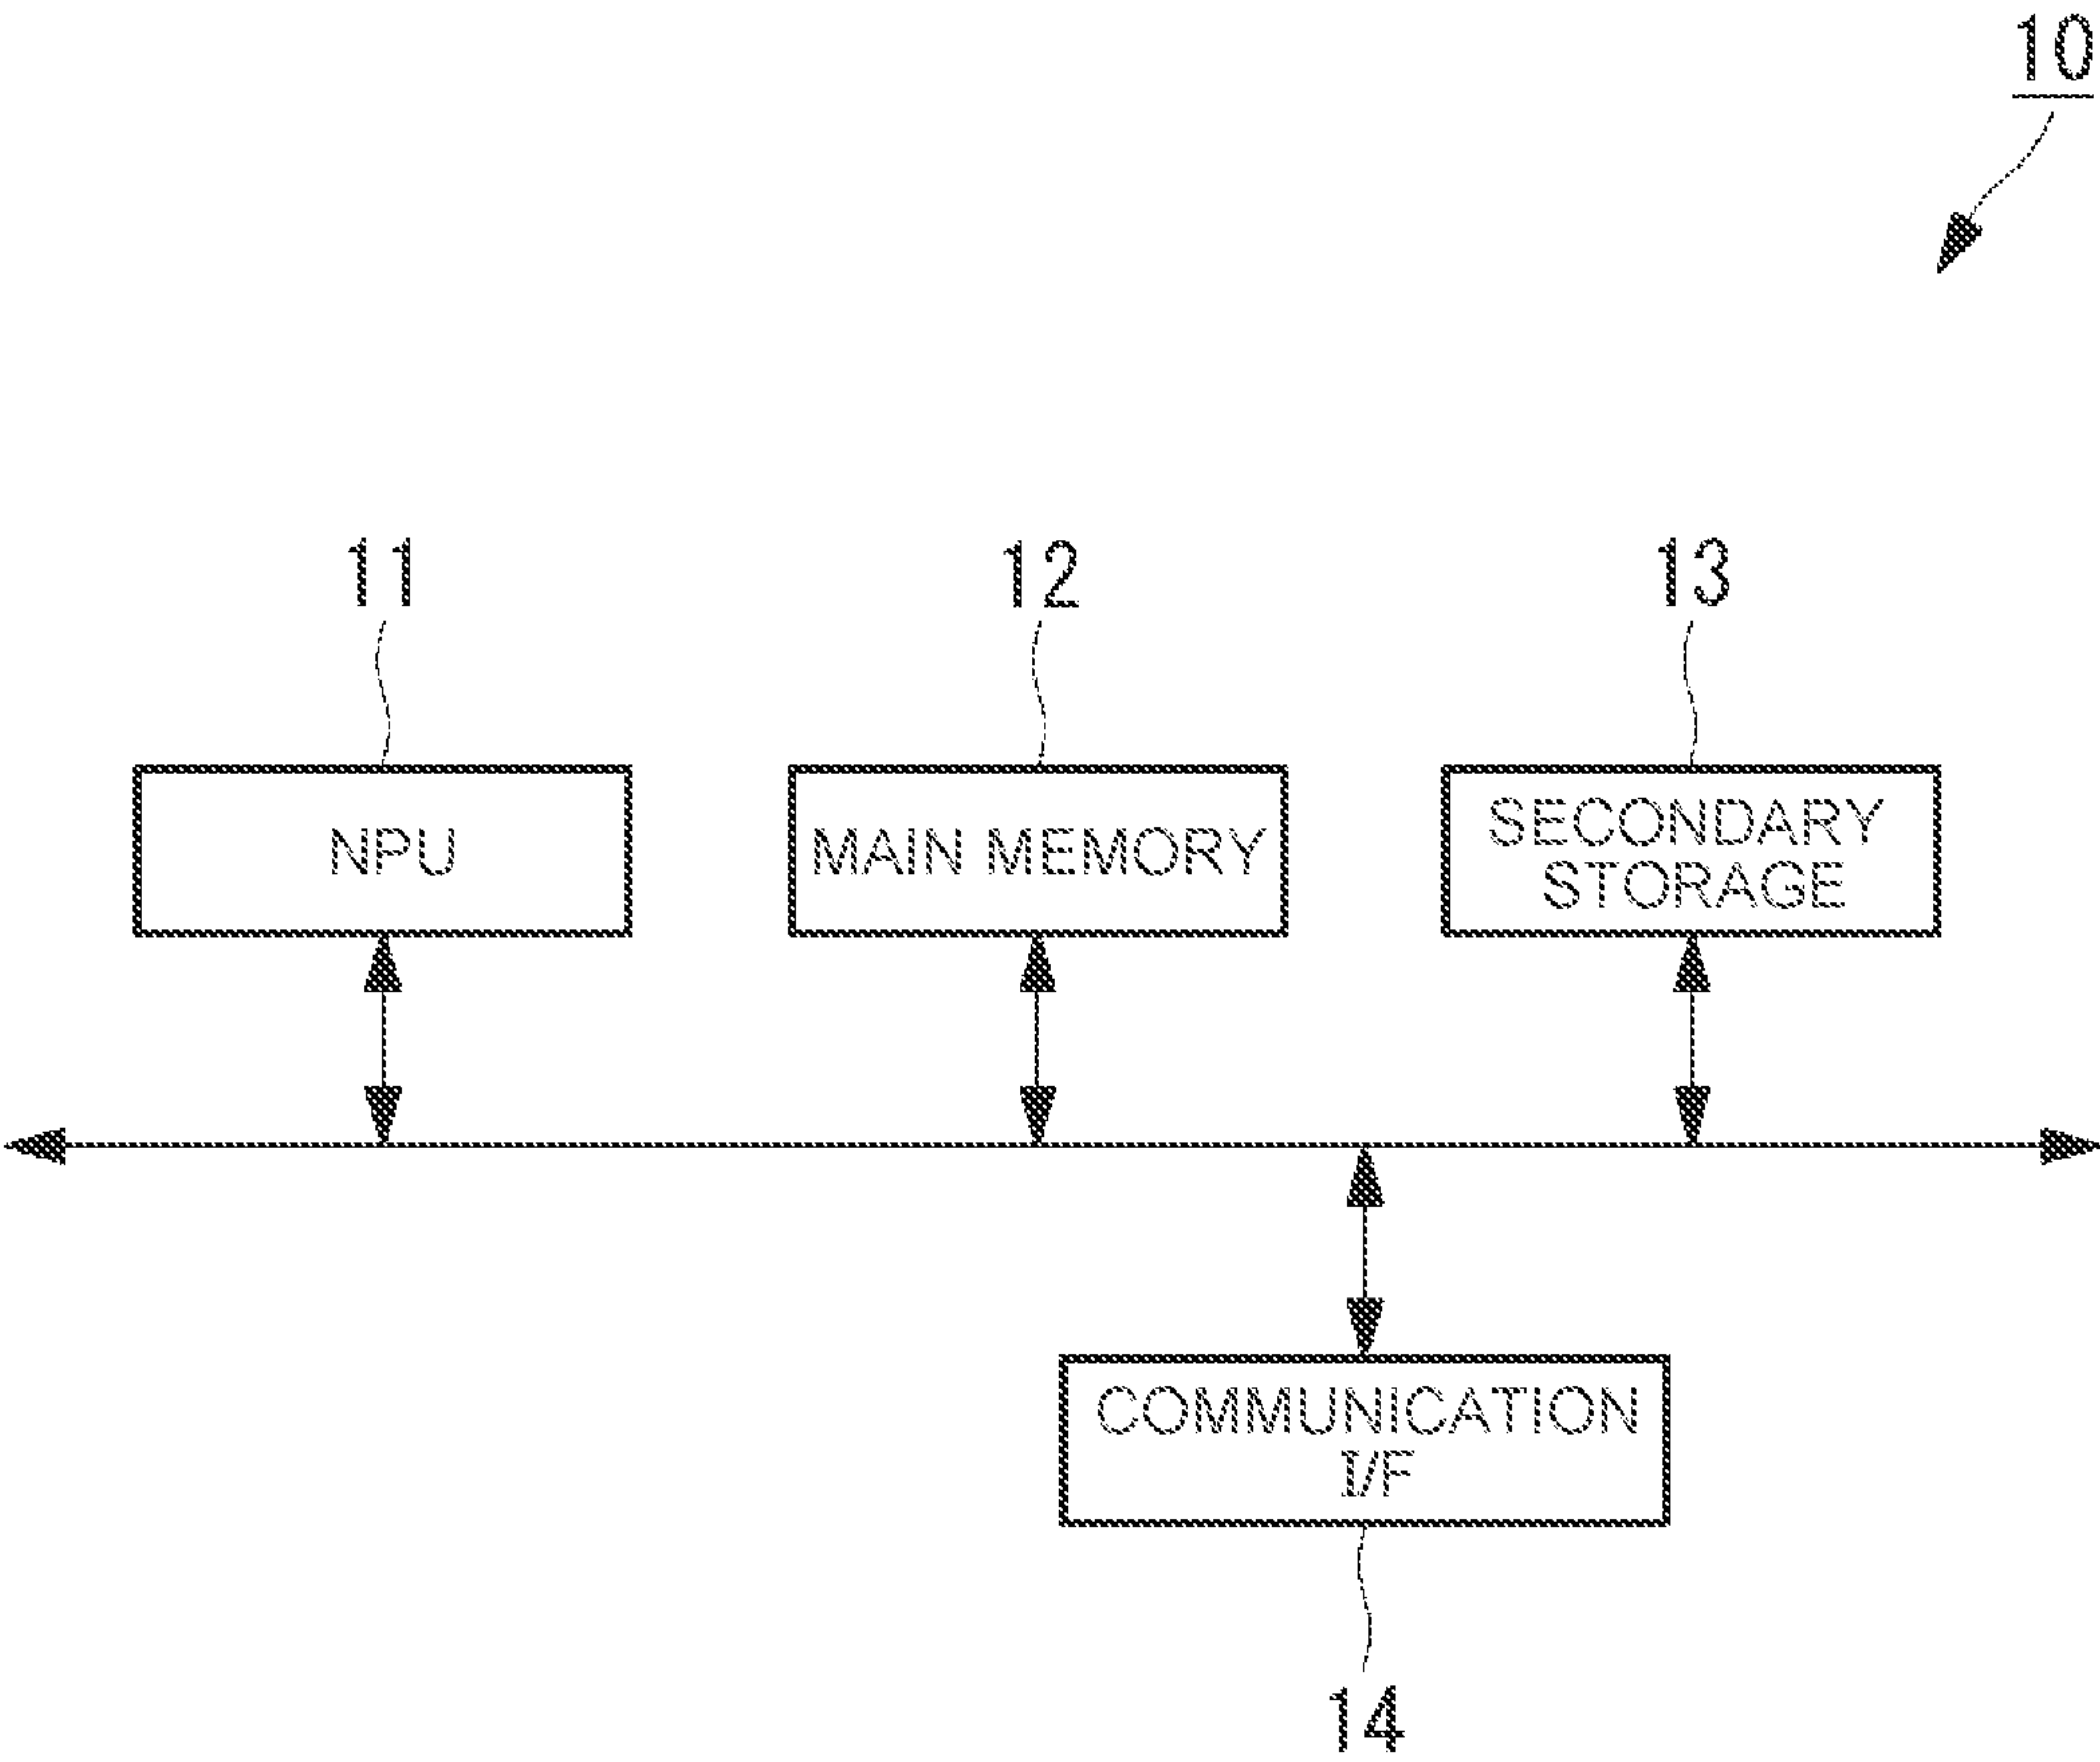 10
11
12
13
NPU
MAIN MEMORY
SECONDARY
STORAGE
COMMUNICATION
I/F
14